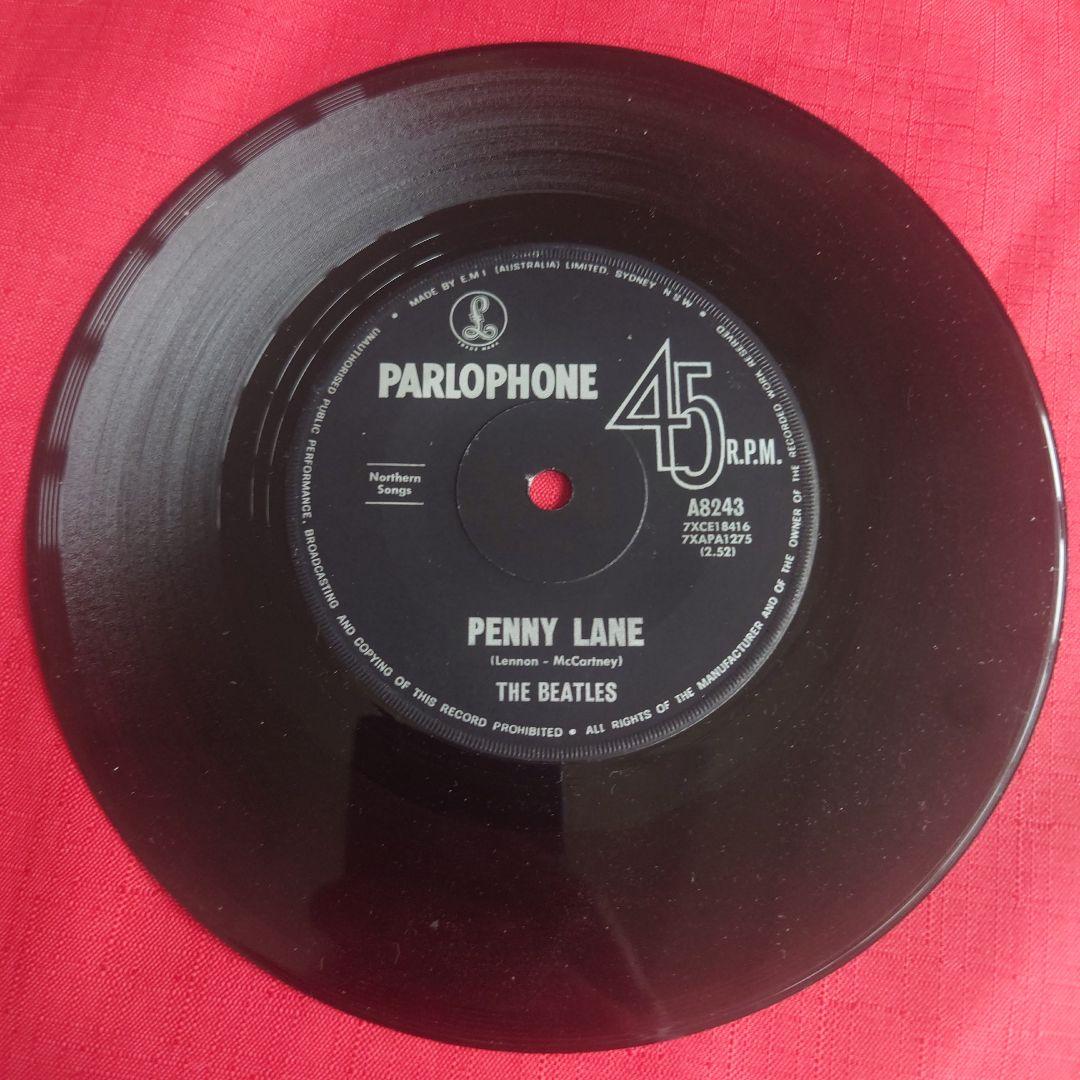 MADE BY E.M I (AUSTRALIA) LIMITED. SYDNEY N S W •
£
TRADE MARK
PARLOPHONE
45 R.P.M.
Northern
Songs
A8243
7XCE18416
7XAPA1275
(2.52)
PENNY LANE
(Lennon - McCartney)
THE BEATLES
UNAUTHORISED PUBLIC PERFORMANCE, BROADCASTING AND COPYING OF THIS RECORD PROHIBITED • ALL RIGHTS OF THE MANUFACTURER AND OF THE OWNER OF THE RECORDED WORK RESERVED